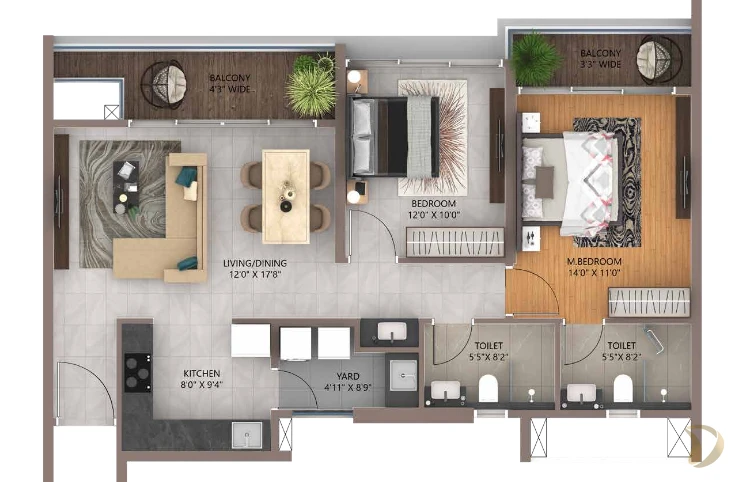 BALCONY
4'3" WIDE
BALCONY
3'3" WIDE
BEDROOM
12'0" X 10'0"
LIVING/DINING
12'0" X 17'8"
M.BEDROOM
14'0" X 11'0"
TOILET
5'5"X 8'2"
TOILET
5'5"X 8'2"
KITCHEN
8'0" X 9'4"
YARD
4'11" X 8'9"